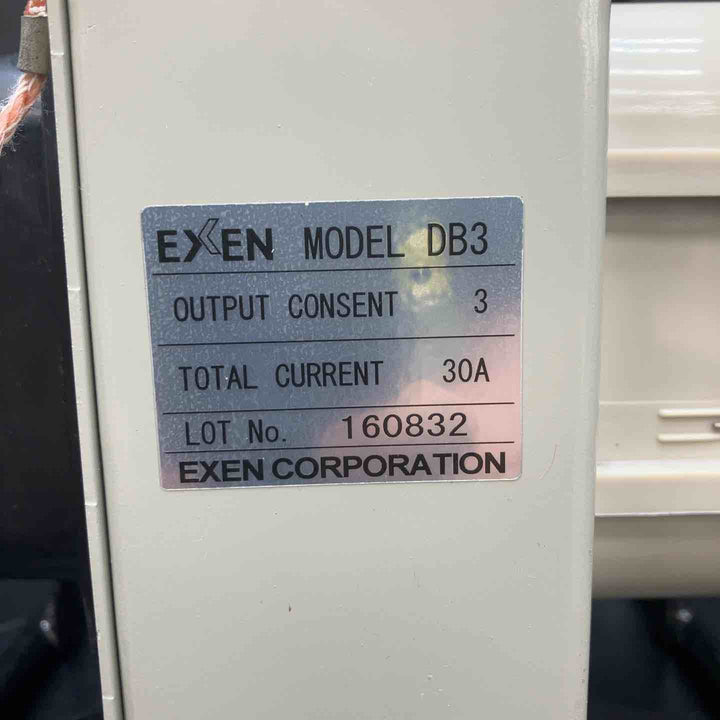 EXEN MODEL DB3
OUTPUT CONSENT 3
TOTAL CURRENT 30A
LOT No. 160832
EXEN CORPORATION